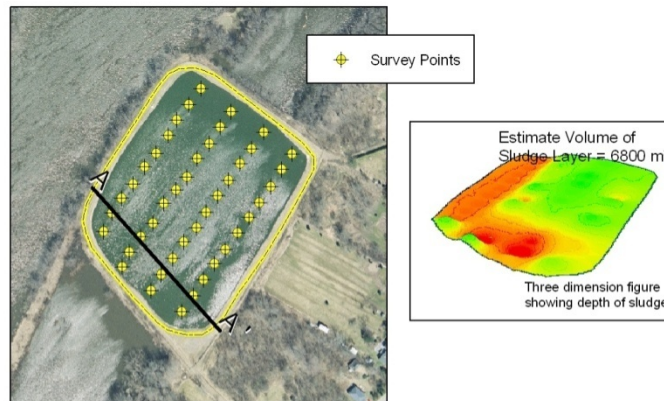 Survey Points
A
A'
Estimate Volume of
Sludge Layer = 6800 m
Three dimension figure
showing depth of sludge